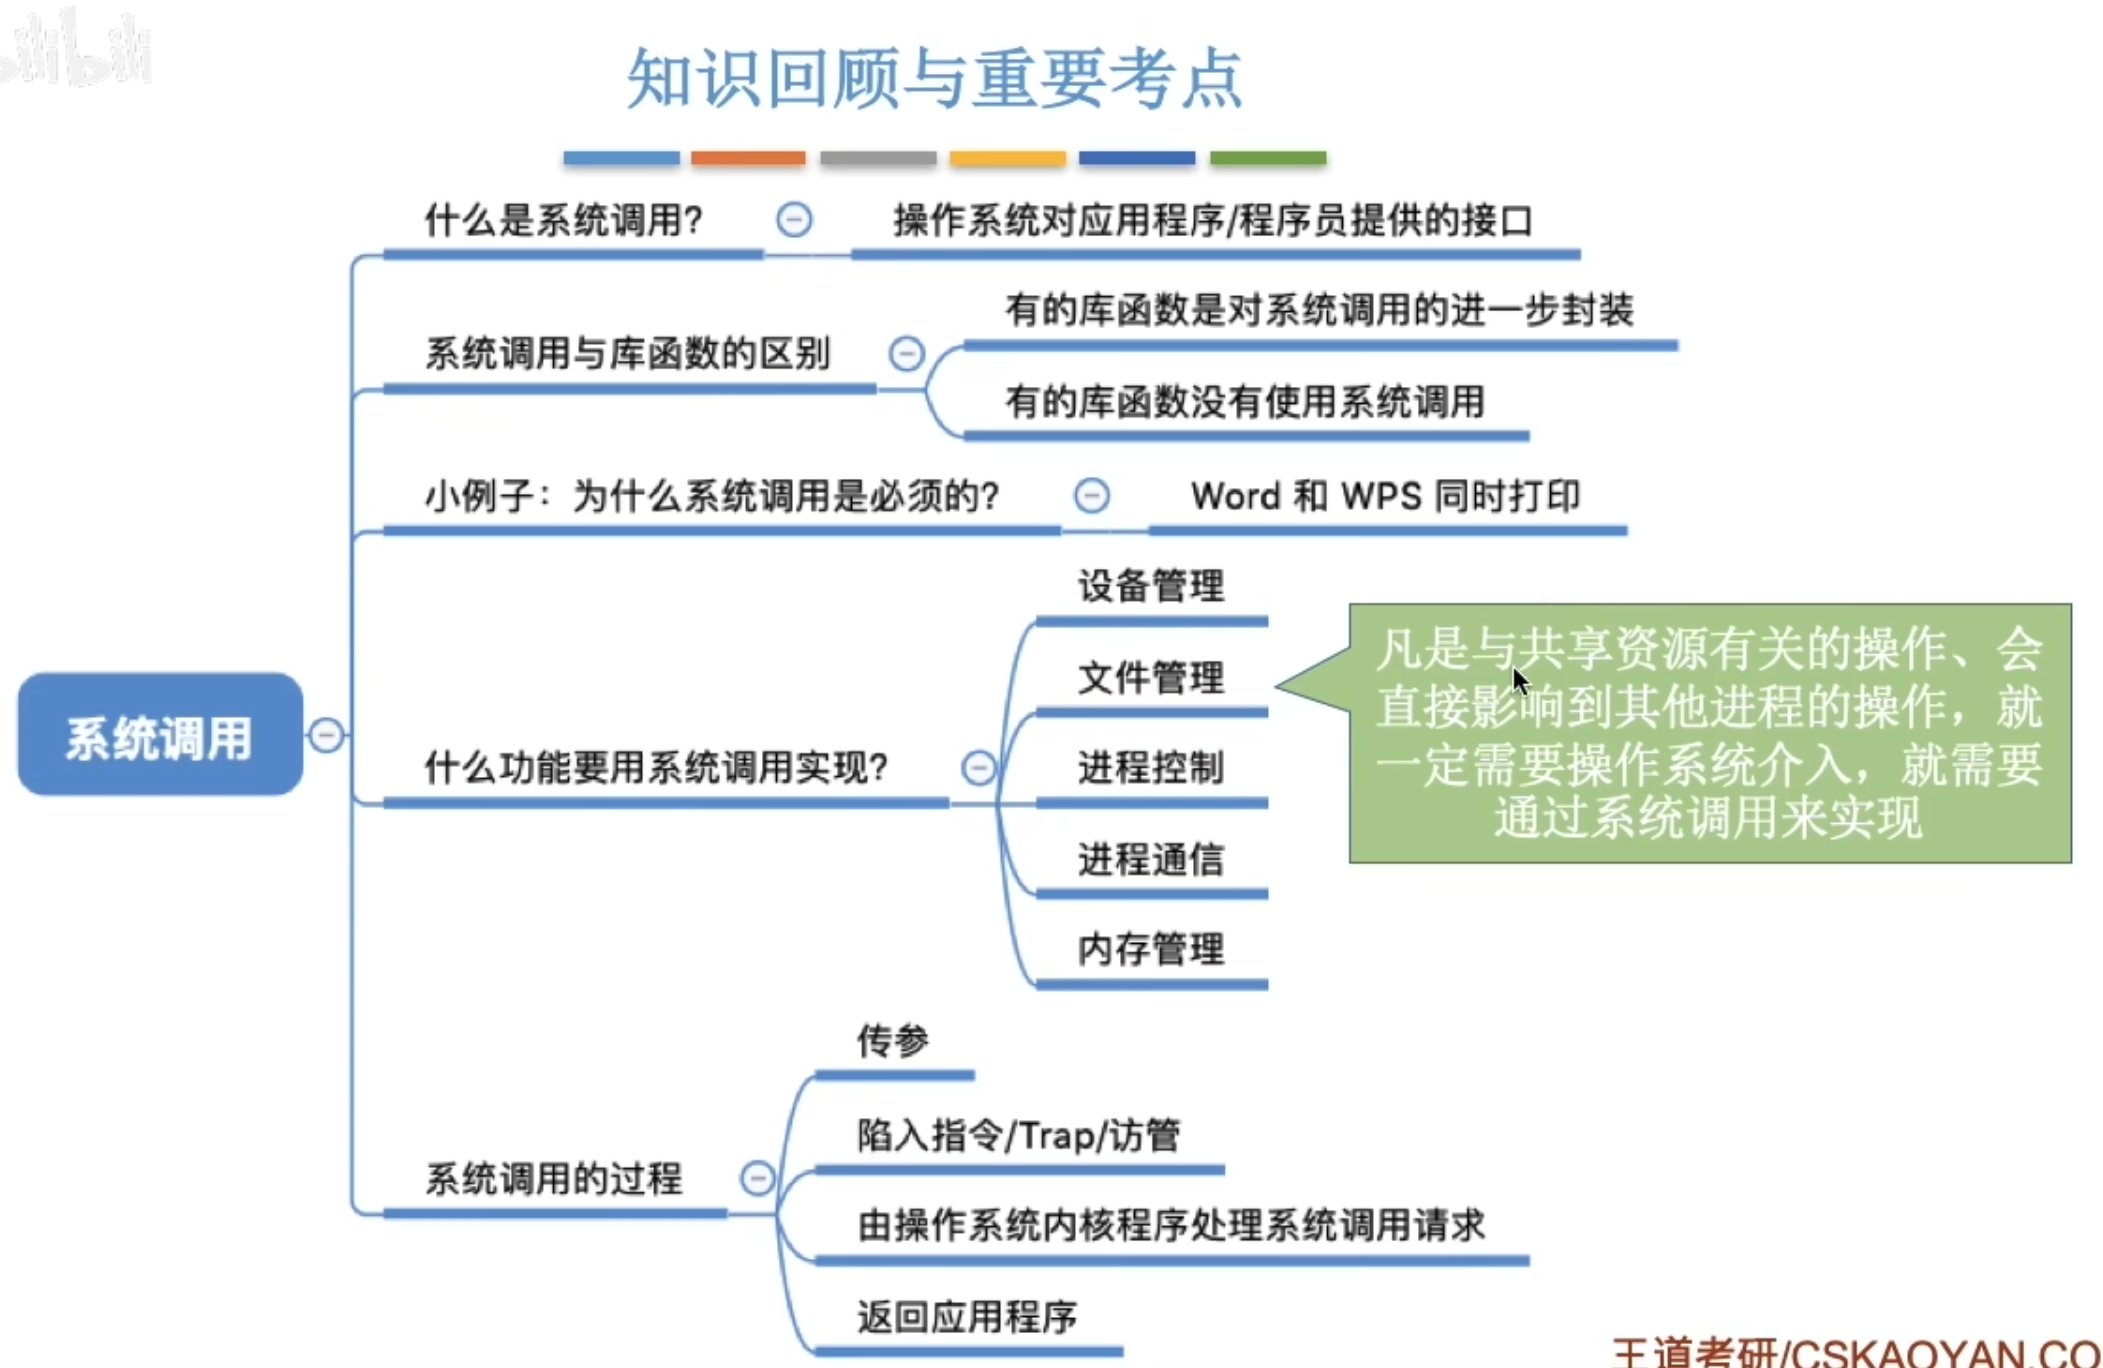 bilibili
知识回顾与重要考点
什么是系统调用?
操作系统对应用程序/程序员提供的接口
系统调用与库函数的区别
有的库函数是对系统调用的进一步封装
有的库函数没有使用系统调用
小例子：为什么系统调用是必须的?
Word 和 WPS 同时打印
系统调用
什么功能要用系统调用实现?
设备管理
文件管理
进程控制
进程通信
内存管理
凡是与共享资源有关的操作、会
直接影响到其他进程的操作，就
一定需要操作系统介入，就需要
通过系统调用来实现
系统调用的过程
传参
陷入指令/Trap/访管
由操作系统内核程序处理系统调用请求
返回应用程序
王道考研/CSKAOYAN.CO